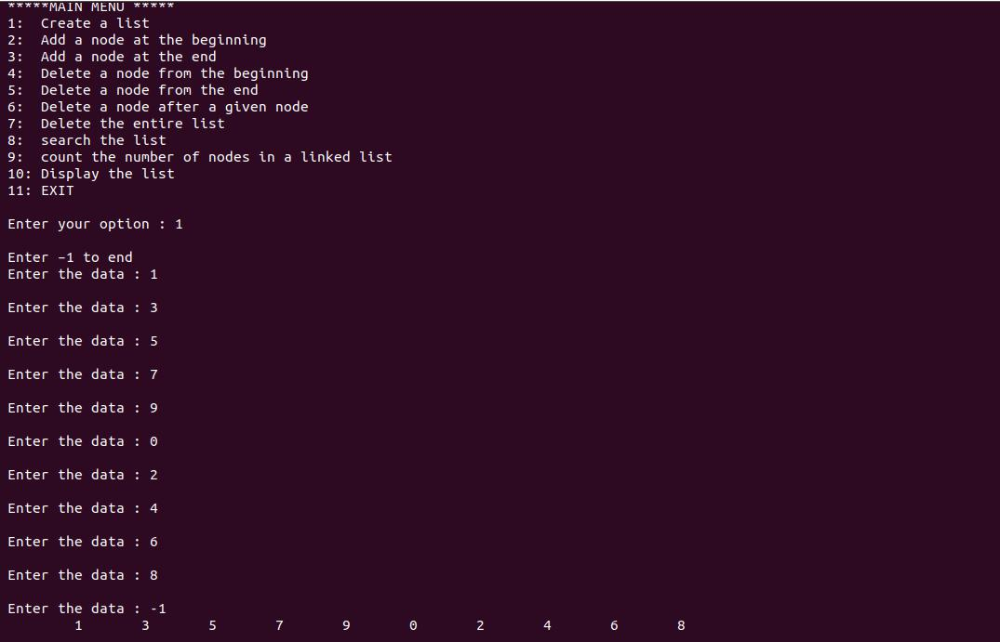 *****MAIN MENU *****
1:  Create a list
2:  Add a node at the beginning
3:  Add a node at the end
4:  Delete a node from the beginning
5:  Delete a node from the end
6:  Delete a node after a given node
7:  Delete the entire list
8:  search the list
9:  count the number of nodes in a linked list
10: Display the list
11: EXIT
Enter your option : 1
Enter –1 to end
Enter the data : 1
Enter the data : 3
Enter the data : 5
Enter the data : 7
Enter the data : 9
Enter the data : 0
Enter the data : 2
Enter the data : 4
Enter the data : 6
Enter the data : 8
Enter the data : -1
1 3 5 7 9 0 2 4 6 8